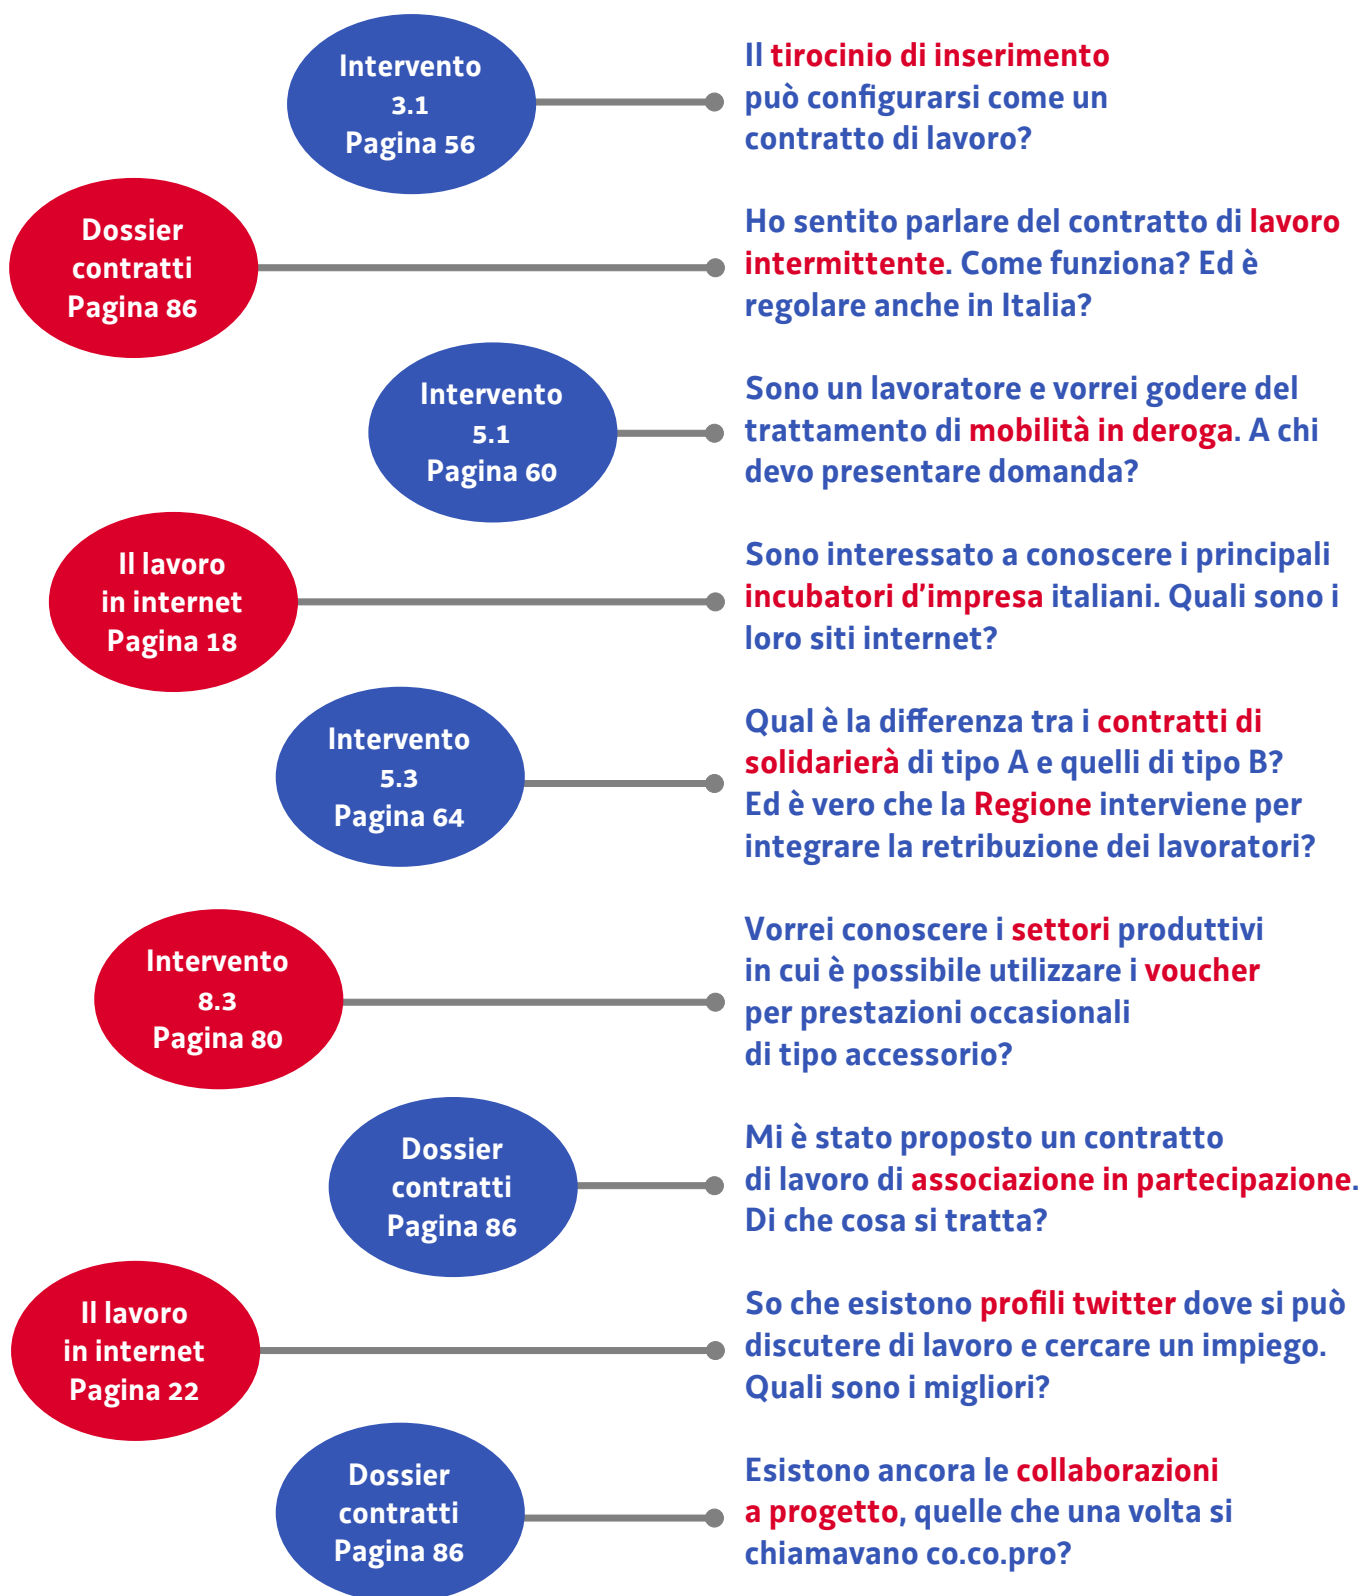 Intervento
3.1
Pagina 56
Il tirocinio di inserimento
può configurarsi come un
contratto di lavoro?
Dossier
contratti
Pagina 86
Ho sentito parlare del contratto di lavoro
intermittente. Come funziona? Ed è
regolare anche in Italia?
Intervento
5.1
Pagina 60
Sono un lavoratore e vorrei godere del
trattamento di mobilità in deroga. A chi
devo presentare domanda?
Il lavoro
in internet
Pagina 18
Sono interessato a conoscere i principali
incubatori d'impresa italiani. Quali sono i
loro siti internet?
Intervento
5.3
Pagina 64
Qual è la differenza tra i contratti di
solidarierà di tipo A e quelli di tipo B?
Ed è vero che la Regione interviene per
integrare la retribuzione dei lavoratori?
Intervento
8.3
Pagina 80
Vorrei conoscere i settori produttivi
in cui è possibile utilizzare i voucher
per prestazioni occasionali
di tipo accessorio?
Dossier
contratti
Pagina 86
Mi è stato proposto un contratto
di lavoro di associazione in partecipazione.
Di che cosa si tratta?
Il lavoro
in internet
Pagina 22
So che esistono profili twitter dove si può
discutere di lavoro e cercare un impiego.
Quali sono i migliori?
Dossier
contratti
Pagina 86
Esistono ancora le collaborazioni
a progetto, quelle che una volta si
chiamavano co.co.pro?